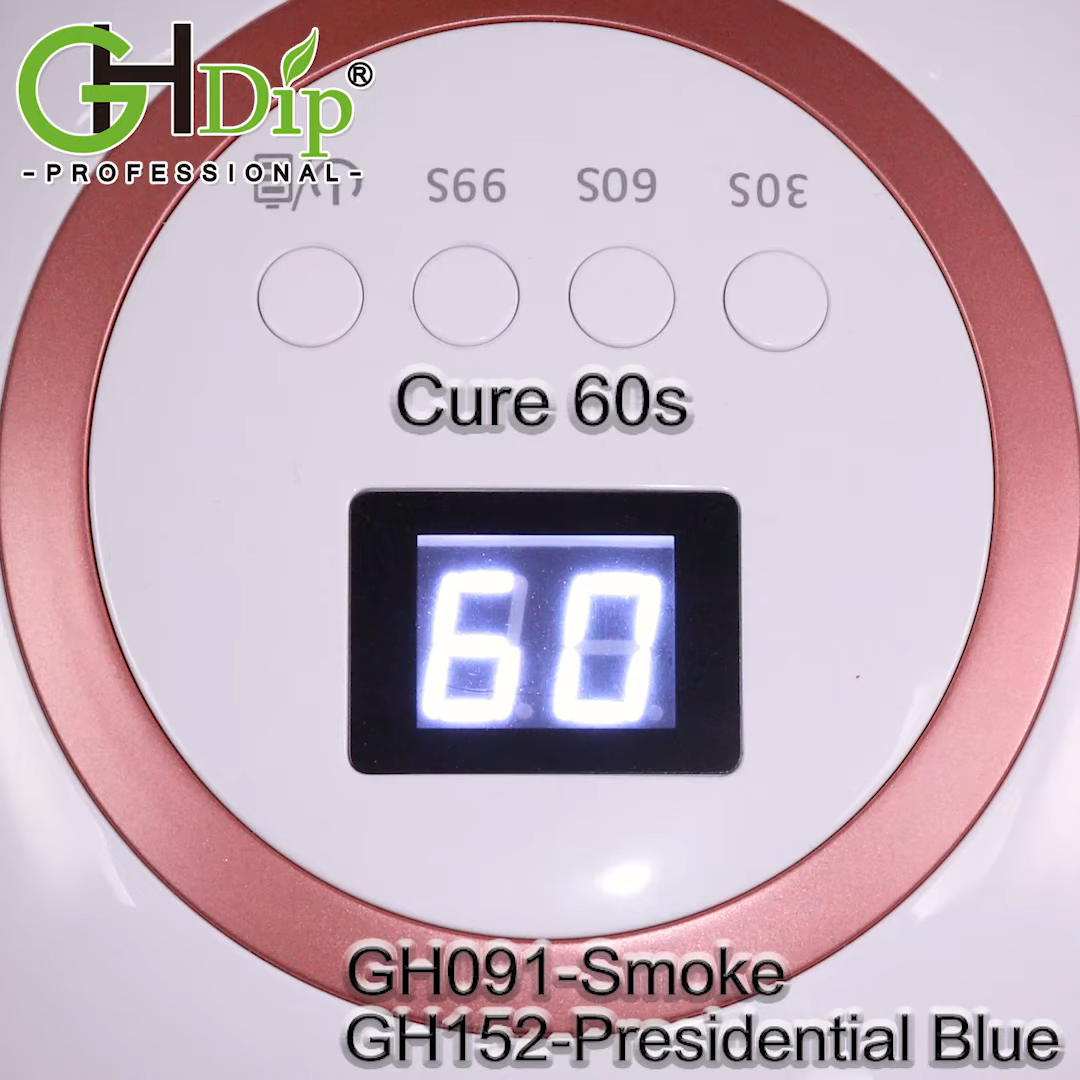 GHDip®
-PROFESSIONAL-
99S 60S 30S
Cure 60s
60
GH091-Smoke
GH152-Presidential Blue